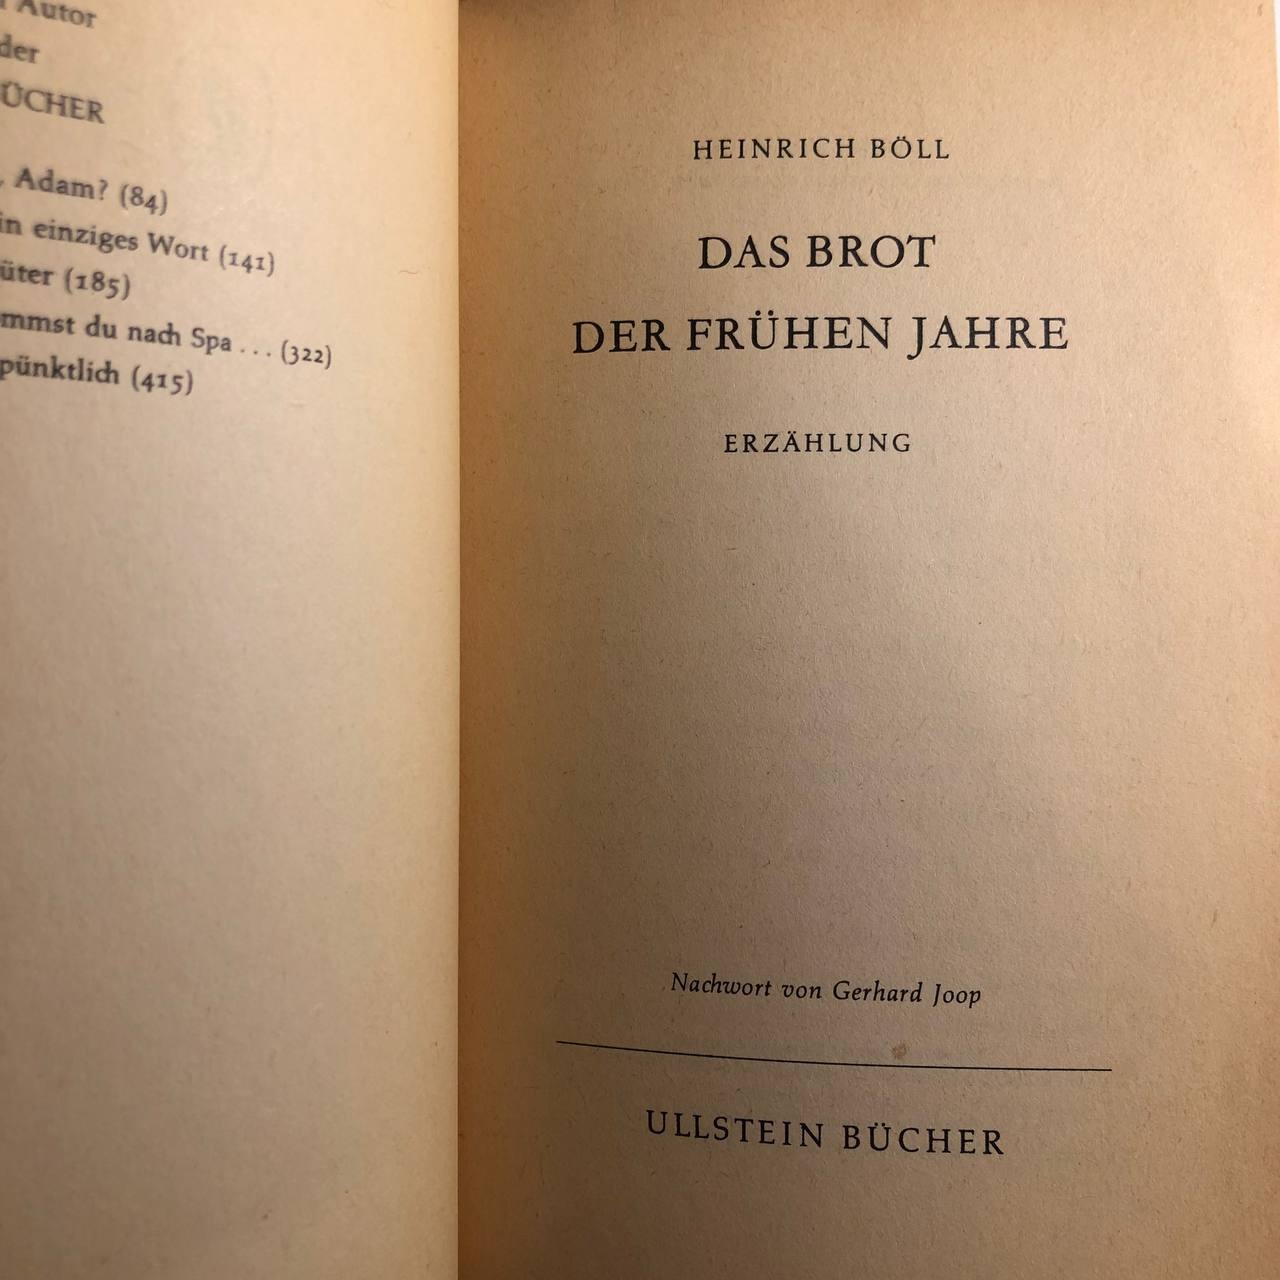 Autor
der
ÜCHER
, Adam? (84)
in einziges Wort (141)
üter (185)
mmst du nach Spa . . . (322)
pünktlich (415)
HEINRICH BÖLL
DAS BROT
DER FRÜHEN JAHRE
ERZÄHLUNG
Nachwort von Gerhard Joop
ULLSTEIN BÜCHER